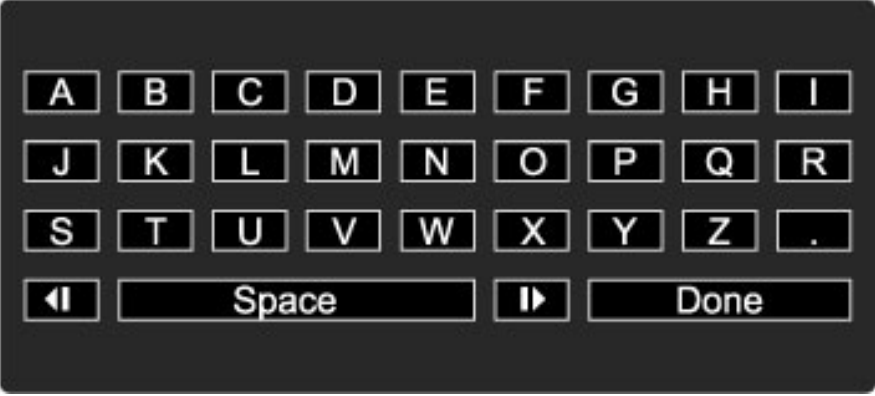 A B C D E F G H I
J K L M N O P Q R
S T U V W X Y Z .
Space Done